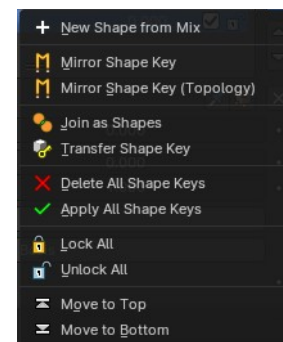 New Shape from Mix
Mirror Shape Key
Mirror Shape Key (Topology)
Join as Shapes
Transfer Shape Key
Delete All Shape Keys
Apply All Shape Keys
Lock All
Unlock All
Move to Top
Move to Bottom